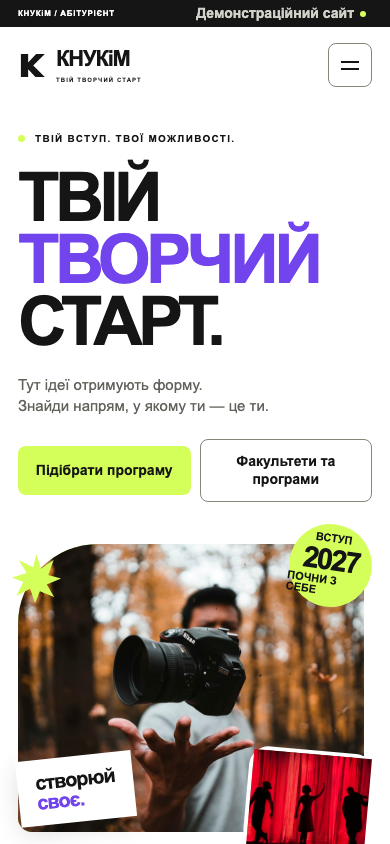 КНУКіМ / АБІТУРІЄНТ
Демонстраційний сайт
КНУКіМ
ТВІЙ ТВОРЧИЙ СТАРТ
ТВІЙ ВСТУП. ТВОЇ МОЖЛИВОСТІ.
ТВІЙ
ТВОРЧИЙ
СТАРТ.
Тут ідеї отримують форму.
Знайди напрям, у якому ти — це ти.
Підібрати програму
Факультети та
програми
ВСТУП
2027
ПОЧНИ З
СЕБЕ
створюй
своє.